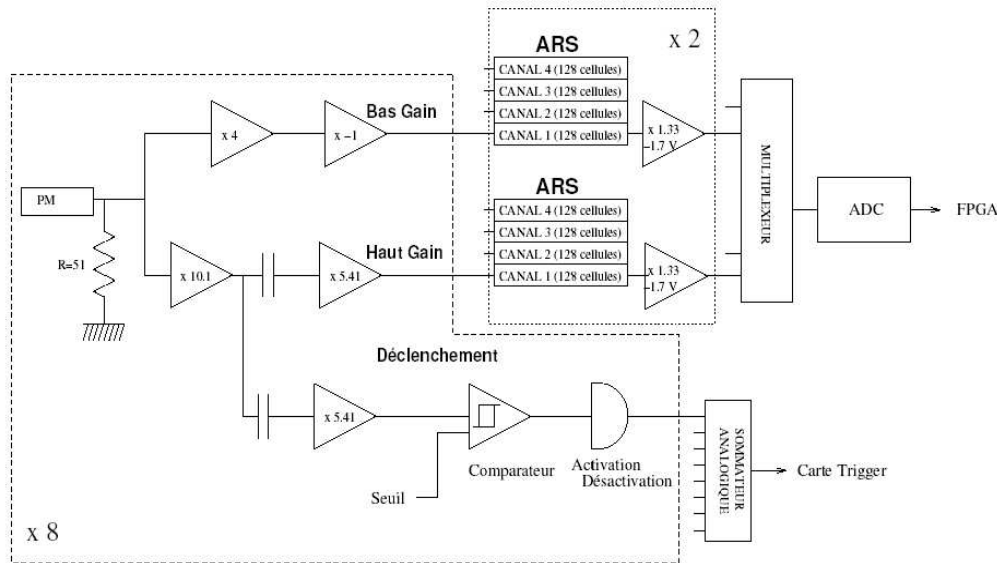 ARS
x 2
CANAL 4 (128 cellules)
CANAL 3 (128 cellules)
CANAL 2 (128 cellules)
CANAL 1 (128 cellules)
Bas Gain
x 4
x −1
x 1.33
−1.7 V
MULTIPLEXEUR
PM
ADC
FPGA
ARS
CANAL 4 (128 cellules)
CANAL 3 (128 cellules)
CANAL 2 (128 cellules)
CANAL 1 (128 cellules)
R=51
Haut Gain
x 10.1
x 5.41
x 1.33
−1.7 V
Déclenchement
x 5.41
SOMMATEUR
ANALOGIQUE
Comparateur
Activation
Désactivation
Carte Trigger
Seuil
x 8